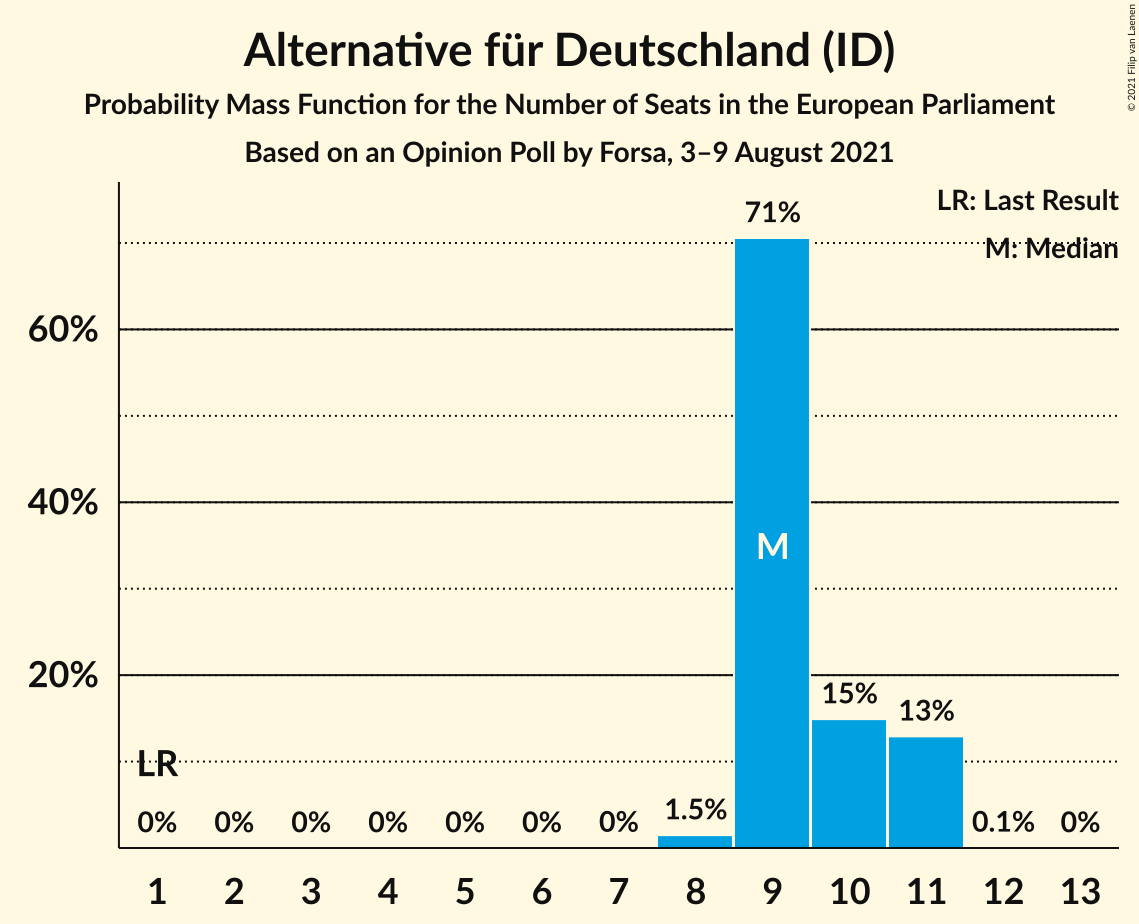 Alternative für Deutschland (ID)
Probability Mass Function for the Number of Seats in the European Parliament
Based on an Opinion Poll by Forsa, 3–9 August 2021
© 2021 Filip van Laenen
LR: Last Result
M: Median
71%
60%
40%
M
20%
15%
13%
LR
0% 0% 0% 0% 0% 0% 0% 1.5% 0.1% 0%
1 2 3 4 5 6 7 8 9 10 11 12 13